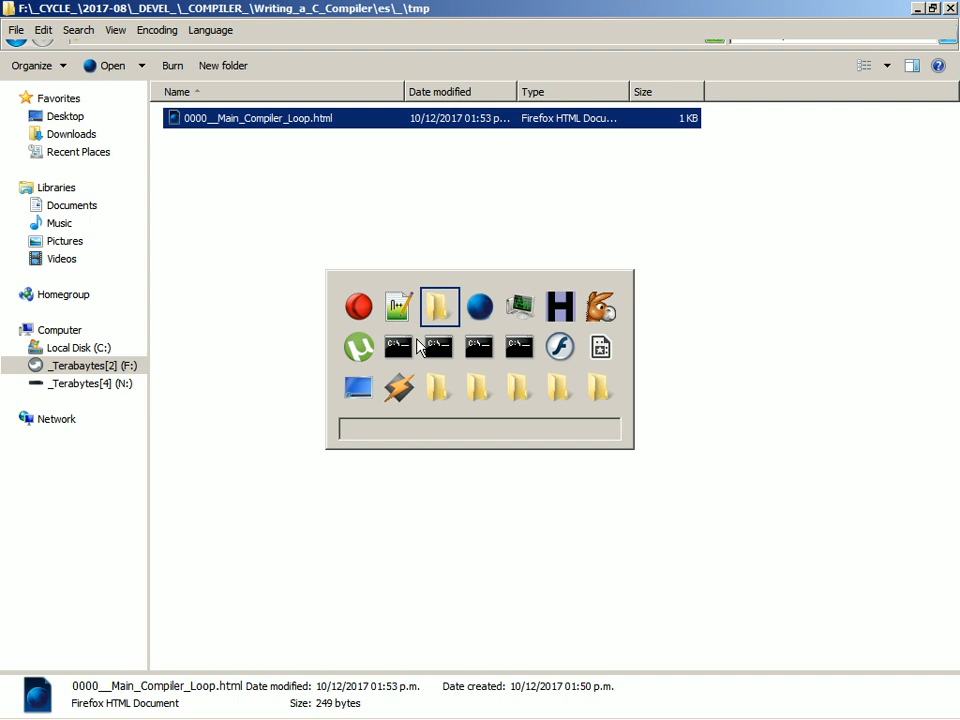 F:\_CYCLE_\2017-08\_DEVEL_\_COMPILER_\Writing_a_C_Compiler\es\_\tmp
File Edit Search View Encoding Language
Organize Open Burn New folder
Name Date modified Type Size
Favorites
Desktop
Downloads
Recent Places
Libraries
Documents
Music
Pictures
Videos
Homegroup
Computer
Local Disk (C:)
_Terabaytes[2] (F:)
_Terabytes[4] (N:)
Network
0000__Main_Compiler_Loop.html 10/12/2017 01:53 p... Firefox HTML Docu... 1 KB
C:\_ C:\_ C:\_ C:\_
0000__Main_Compiler_Loop.html Date modified: 10/12/2017 01:53 p.m. Date created: 10/12/2017 01:50 p.m.
Firefox HTML Document Size: 249 bytes